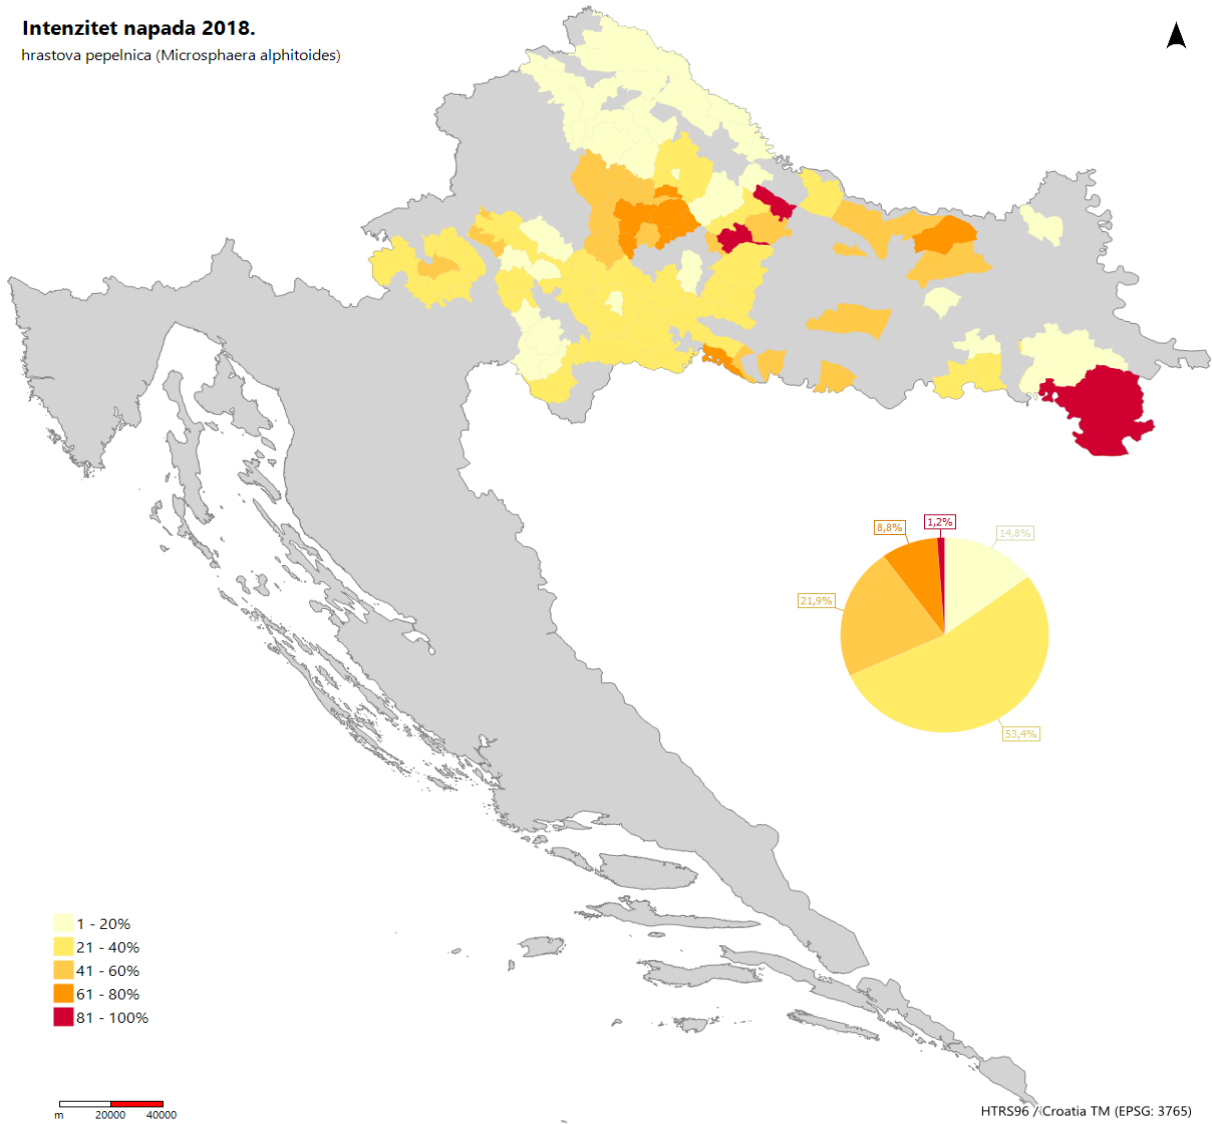 Intenzitet napada 2018.
hrastova pepelnica (Microsphaera alphitoides)
8,8%
1,2%
14,8%
21,9%
53,4%
1 - 20%
21 - 40%
41 - 60%
61 - 80%
81 - 100%
m 20000 40000
HTRS96 / Croatia TM (EPSG: 3765)